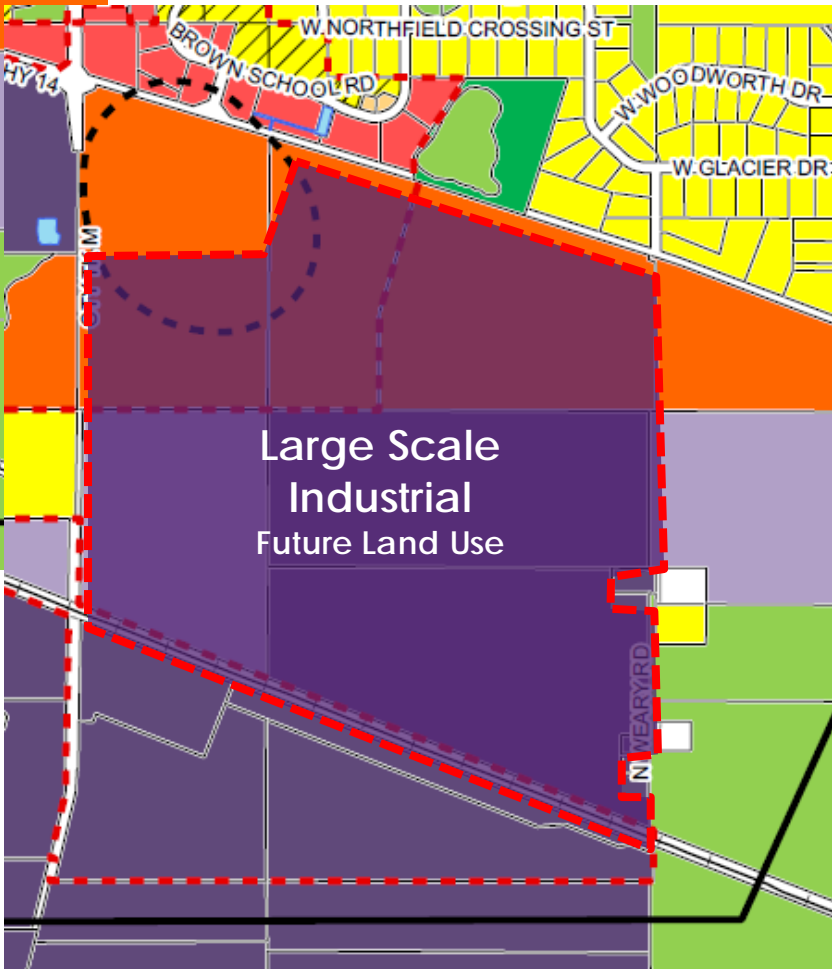 W NORTHFIELD CROSSING ST
BROWN SCHOOL RD
HY 14
W WOODWORTH DR
W GLACIER DR
Large Scale
Industrial
Future Land Use
N WEARY RD